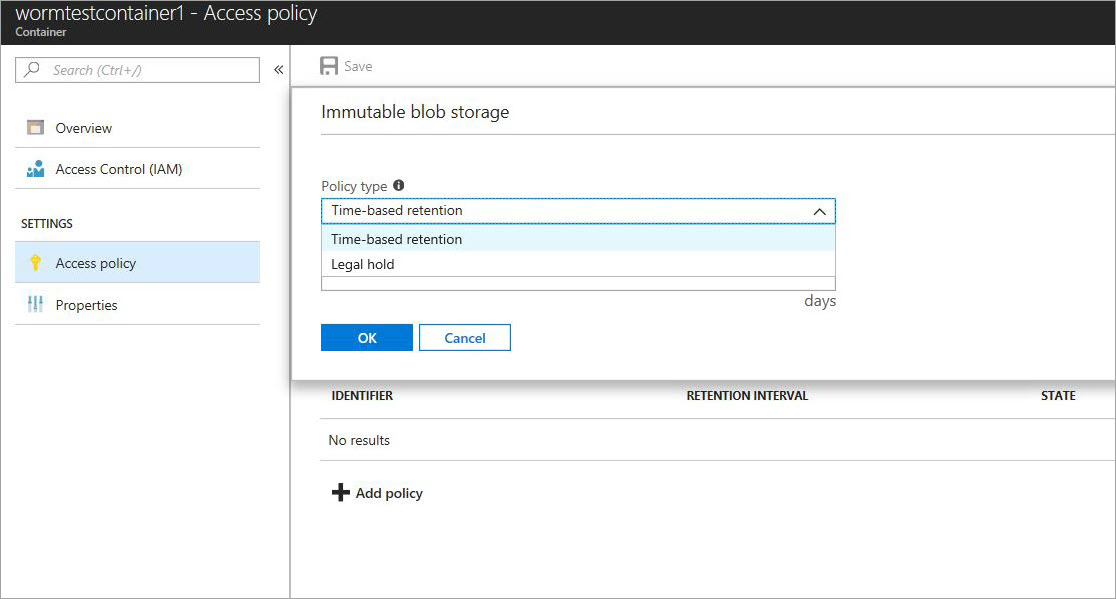 wormtestcontainer1 - Access policy
Container
Search (Ctrl+/)
«
Save
Overview
Access Control (IAM)
SETTINGS
Access policy
Properties
Immutable blob storage
Policy type
Time-based retention
Time-based retention
Legal hold
days
OK Cancel
IDENTIFIER RETENTION INTERVAL STATE
No results
Add policy